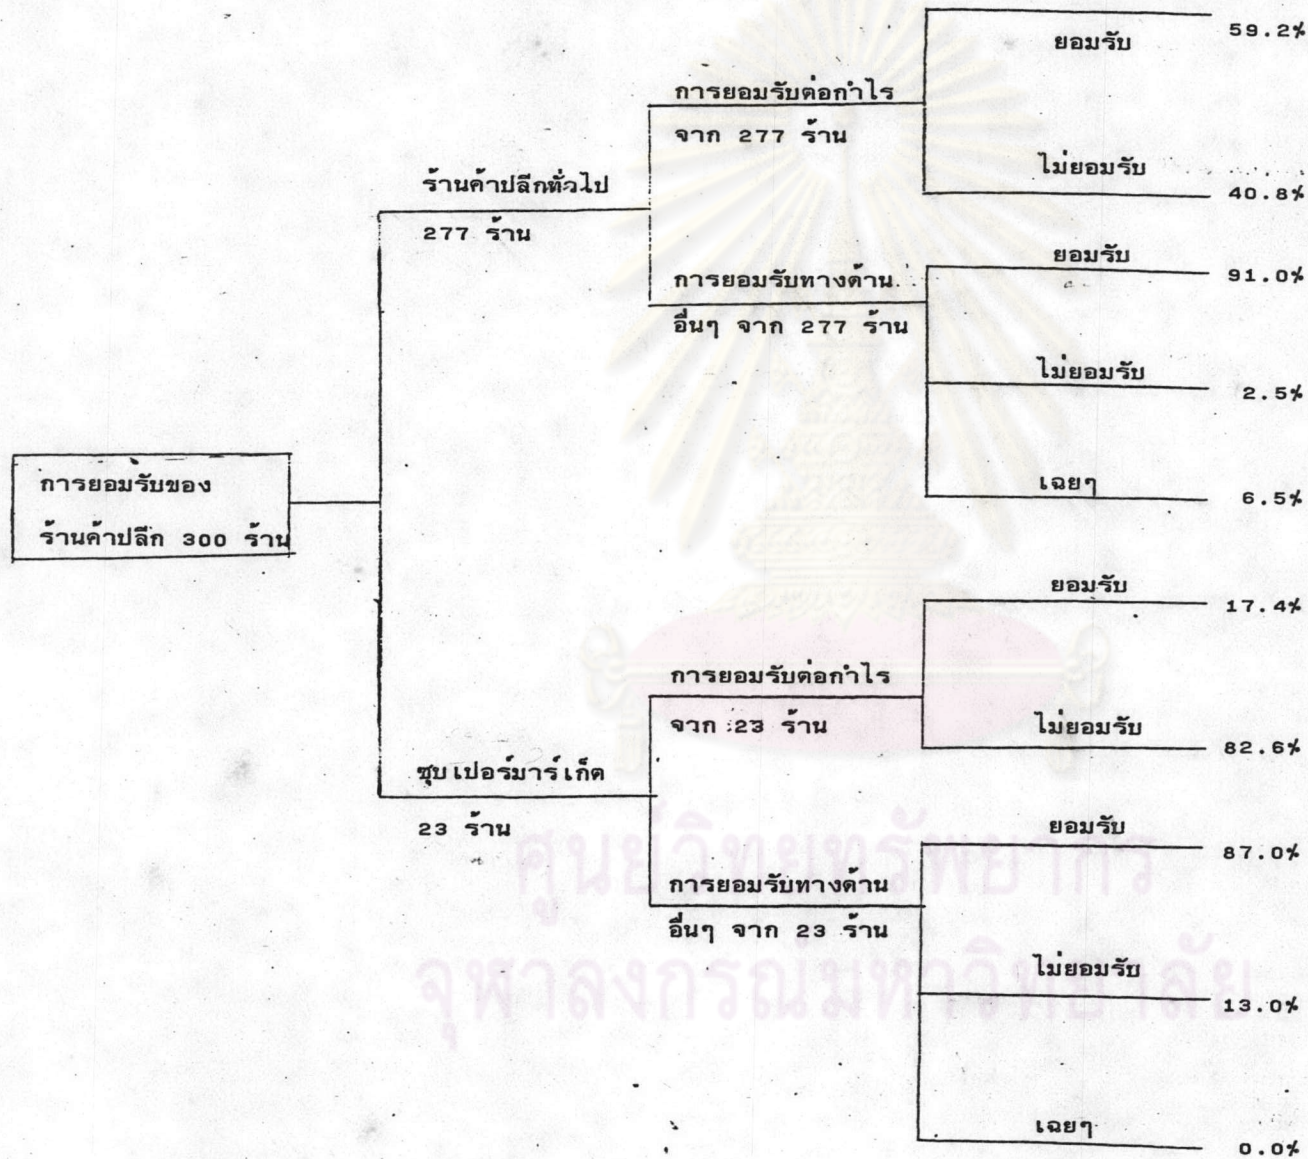 การยอมรับของ
ร้านค้าปลีก 300 ร้าน
ร้านค้าปลีกทั่วไป
277 ร้าน
การยอมรับต่อกำไร
จาก 277 ร้าน
ยอมรับ 59.2%
ไม่ยอมรับ 40.8%
การยอมรับทางด้าน
อื่นๆ จาก 277 ร้าน
ยอมรับ 91.0%
ไม่ยอมรับ 2.5%
เฉยๆ 6.5%
ซุบเปอร์มาร์เก็ต
23 ร้าน
การยอมรับต่อกำไร
จาก 23 ร้าน
ยอมรับ 17.4%
ไม่ยอมรับ 82.6%
การยอมรับทางด้าน
อื่นๆ จาก 23 ร้าน
ยอมรับ 87.0%
ไม่ยอมรับ 13.0%
เฉยๆ 0.0%
ศูนย์วิทยทรัพยากร
จุฬาลงกรณ์มหาวิทยาลัย